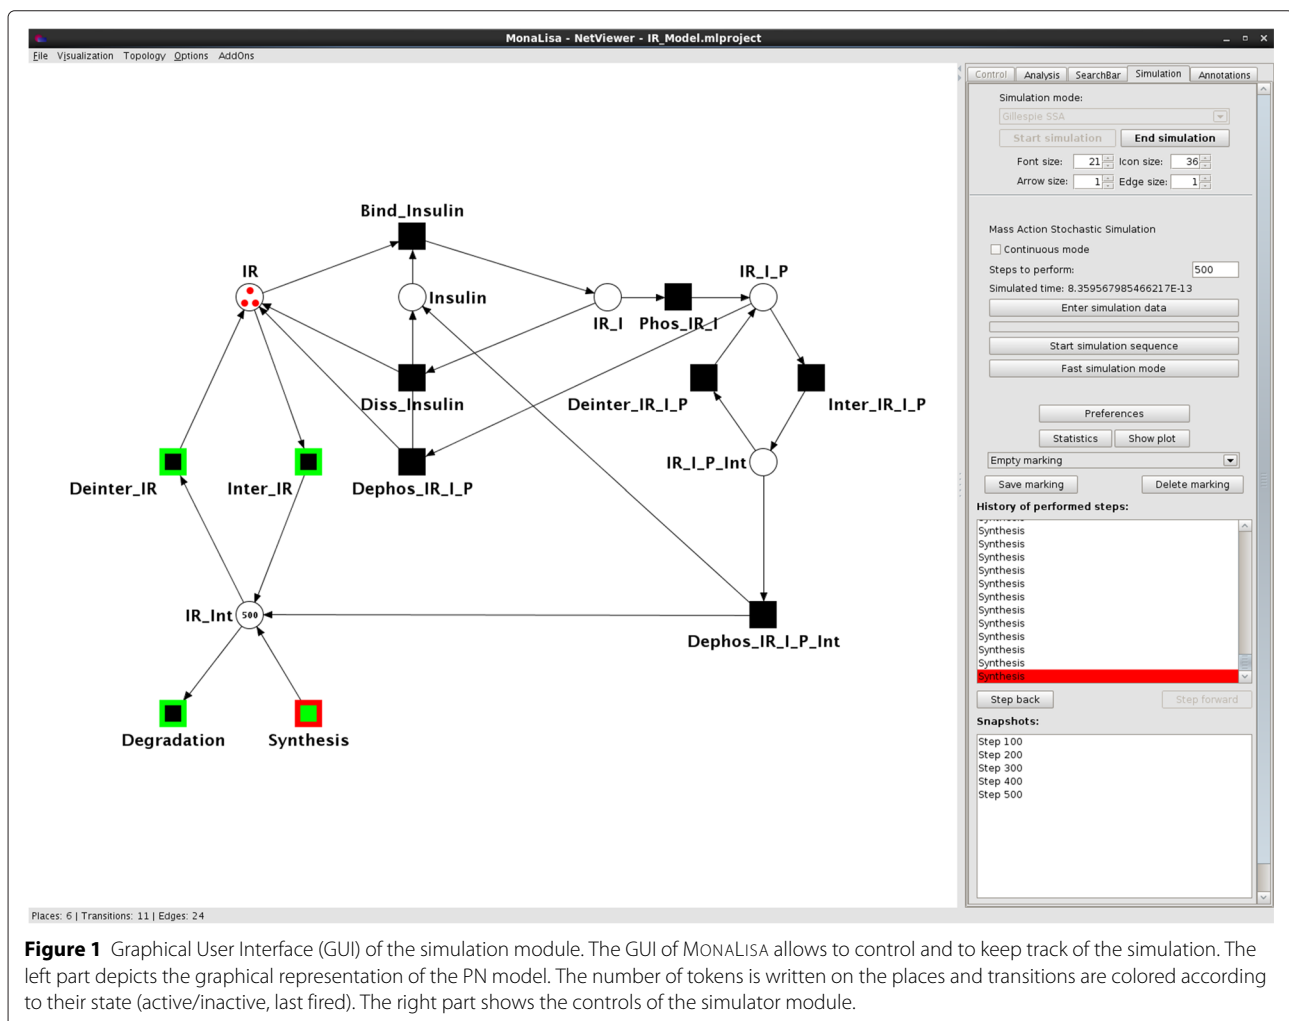 MonaLisa - NetViewer - IR_Model.mlproject
File Visualization Topology Options AddOns
Control Analysis SearchBar Simulation Annotations
Simulation mode:
Gillespie SSA
Start simulation End simulation
Font size: 21 Icon size: 36
Arrow size: 1 Edge size: 1
Mass Action Stochastic Simulation
Continuous mode
Steps to perform: 500
Simulated time: 8.359567985466217E-13
Enter simulation data
Start simulation sequence
Fast simulation mode
Preferences
Statistics Show plot
Empty marking
Save marking Delete marking
History of performed steps:
Synthesis
Synthesis
Synthesis
Synthesis
Synthesis
Synthesis
Synthesis
Synthesis
Synthesis
Synthesis
Synthesis
Synthesis
Synthesis
Step back Step forward
Snapshots:
Step 100
Step 200
Step 300
Step 400
Step 500
Bind_Insulin
IR
Insulin
IR_I
Phos_IR_I
IR_I_P
Diss_Insulin
Deinter_IR_I_P
Inter_IR_I_P
Deinter_IR
Inter_IR
Dephos_IR_I_P
IR_I_P_Int
IR_Int
500
Dephos_IR_I_P_Int
Degradation
Synthesis
Places: 6 | Transitions: 11 | Edges: 24
Figure 1 Graphical User Interface (GUI) of the simulation module. The GUI of MONALISA allows to control and to keep track of the simulation. The
left part depicts the graphical representation of the PN model. The number of tokens is written on the places and transitions are colored according
to their state (active/inactive, last fired). The right part shows the controls of the simulator module.